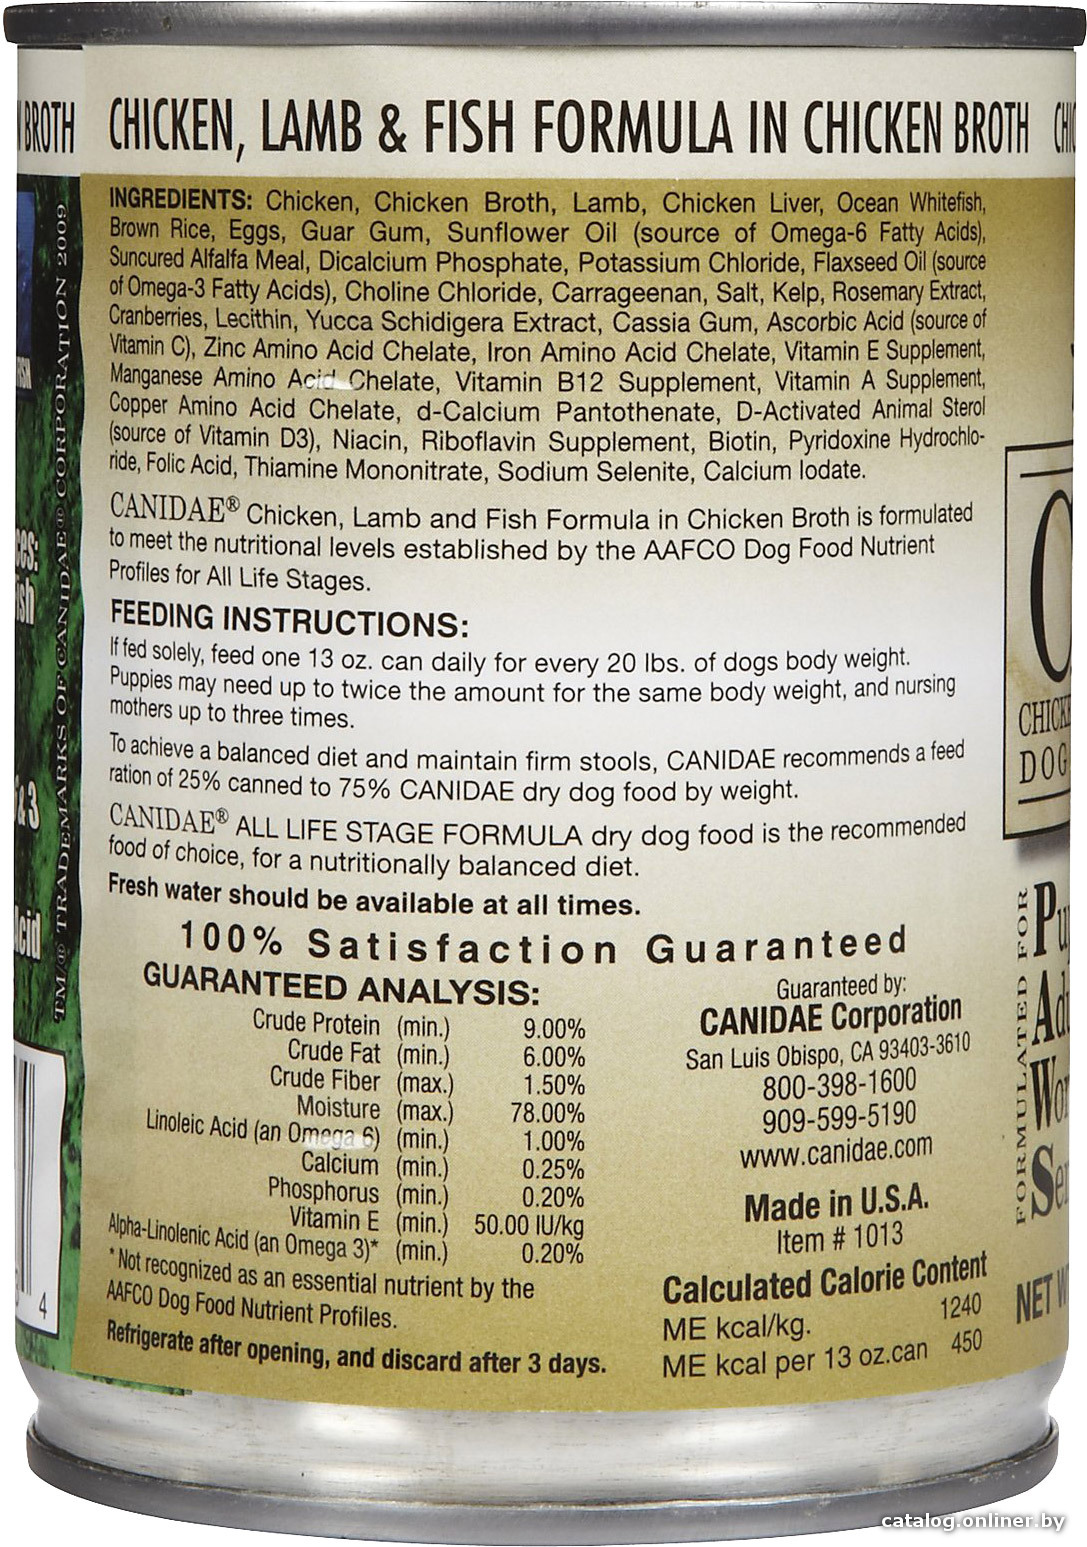 BROTH
CHICKEN, LAMB & FISH FORMULA IN CHICKEN BROTH
INGREDIENTS: Chicken, Chicken Broth, Lamb, Chicken Liver, Ocean Whitefish,
Brown Rice, Eggs, Guar Gum, Sunflower Oil (source of Omega-6 Fatty Acids),
Suncured Alfalfa Meal, Dicalcium Phosphate, Potassium Chloride, Flaxseed Oil (source
of Omega-3 Fatty Acids), Choline Chloride, Carrageenan, Salt, Kelp, Rosemary Extract,
Cranberries, Lecithin, Yucca Schidigera Extract, Cassia Gum, Ascorbic Acid (source of
Vitamin C), Zinc Amino Acid Chelate, Iron Amino Acid Chelate, Vitamin E Supplement,
Manganese Amino Acid Chelate, Vitamin B12 Supplement, Vitamin A Supplement,
Copper Amino Acid Chelate, d-Calcium Pantothenate, D-Activated Animal Sterol
(source of Vitamin D3), Niacin, Riboflavin Supplement, Biotin, Pyridoxine Hydrochlo-
ride, Folic Acid, Thiamine Mononitrate, Sodium Selenite, Calcium Iodate.
CANIDAE® Chicken, Lamb and Fish Formula in Chicken Broth is formulated
to meet the nutritional levels established by the AAFCO Dog Food Nutrient
Profiles for All Life Stages.
FEEDING INSTRUCTIONS:
If fed solely, feed one 13 oz. can daily for every 20 lbs. of dogs body weight.
Puppies may need up to twice the amount for the same body weight, and nursing
mothers up to three times.
To achieve a balanced diet and maintain firm stools, CANIDAE recommends a feed
ration of 25% canned to 75% CANIDAE dry dog food by weight.
CANIDAE® ALL LIFE STAGE FORMULA dry dog food is the recommended
food of choice, for a nutritionally balanced diet.
Fresh water should be available at all times.
100% Satisfaction Guaranteed
GUARANTEED ANALYSIS:
Crude Protein (min.) 9.00%
Crude Fat (min.) 6.00%
Crude Fiber (max.) 1.50%
Moisture (max.) 78.00%
Linoleic Acid (an Omega 6) (min.) 1.00%
Calcium (min.) 0.25%
Phosphorus (min.) 0.20%
Vitamin E (min.) 50.00 IU/kg
Alpha-Linolenic Acid (an Omega 3)* (min.) 0.20%
*Not recognized as an essential nutrient by the
AAFCO Dog Food Nutrient Profiles.
Refrigerate after opening, and discard after 3 days.
Guaranteed by:
CANIDAE Corporation
San Luis Obispo, CA 93403-3610
800-398-1600
909-599-5190
www.canidae.com
Made in U.S.A.
Item # 1013
Calculated Calorie Content
ME kcal/kg. 1240
ME kcal per 13 oz.can 450
TM/® TRADEMARKS OF CANIDAE® CORPORATION 2009
& 3
4
DOG
FORMULATED FOR
NET
catalog.onliner.by